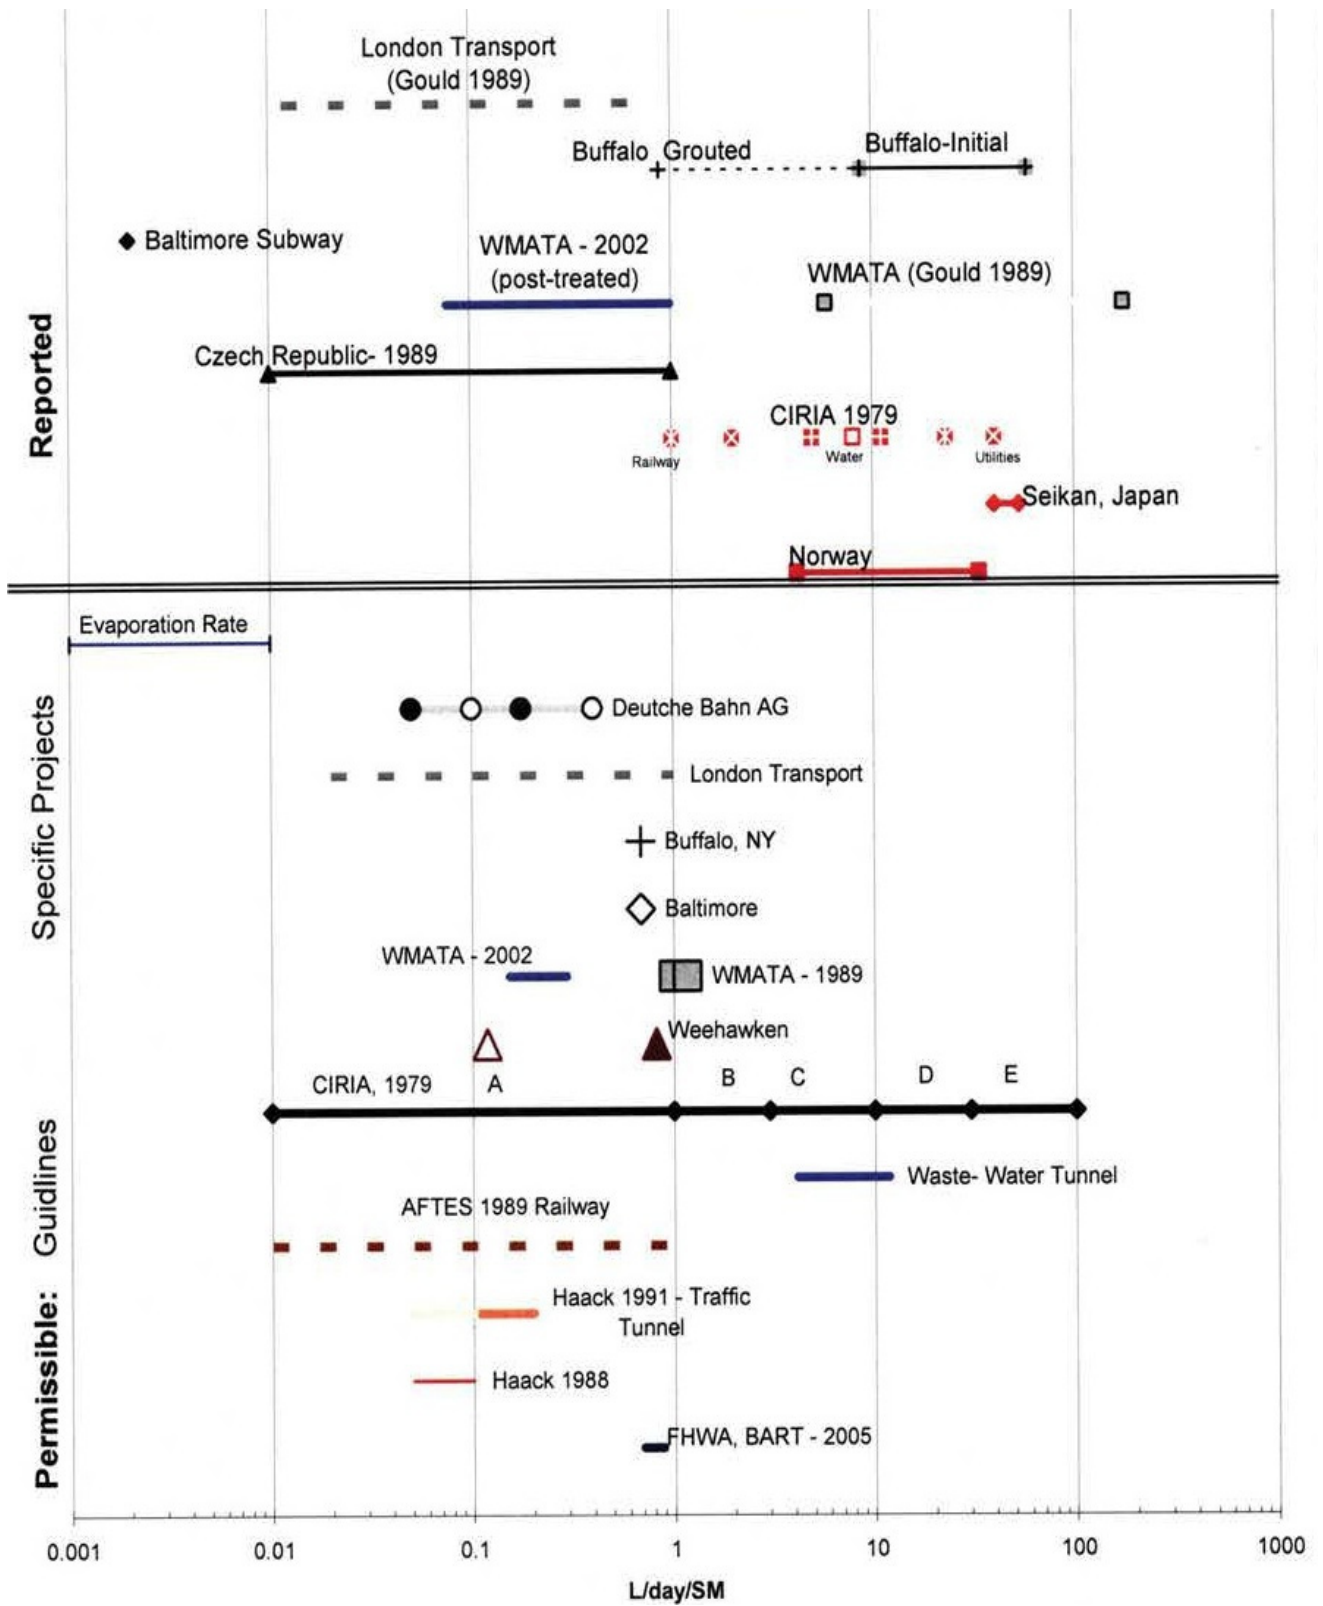 London Transport
(Gould 1989)
Buffalo Grouted
Buffalo-Initial
Baltimore Subway
WMATA - 2002
(post-treated)
WMATA (Gould 1989)
Czech Republic- 1989
CIRIA 1979
Railway
Water
Utilities
Seikan, Japan
Norway
Reported
Evaporation Rate
Deutche Bahn AG
London Transport
Buffalo, NY
Baltimore
WMATA - 2002
WMATA - 1989
Weehawken
Specific Projects
CIRIA, 1979
A
B
C
D
E
Waste- Water Tunnel
AFTES 1989 Railway
Haack 1991 - Traffic
Tunnel
Haack 1988
FHWA, BART - 2005
Permissible: Guidlines
0.001
0.01
0.1
1
10
100
1000
L/day/SM